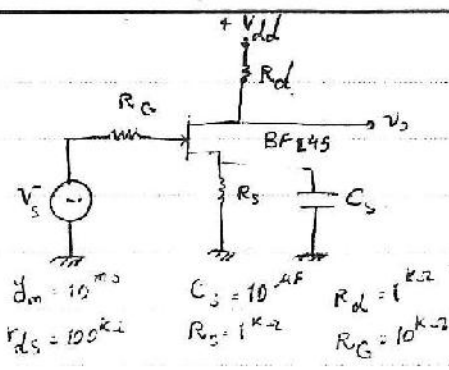 + Vdd
Rd
RG
vo
BF245
Vs
Rs
Cs
gm = 10 ms
Cs = 10 µF
Rd = 1 kΩ
rds = 100 kΩ
Rs = 1 kΩ
RG = 10 kΩ